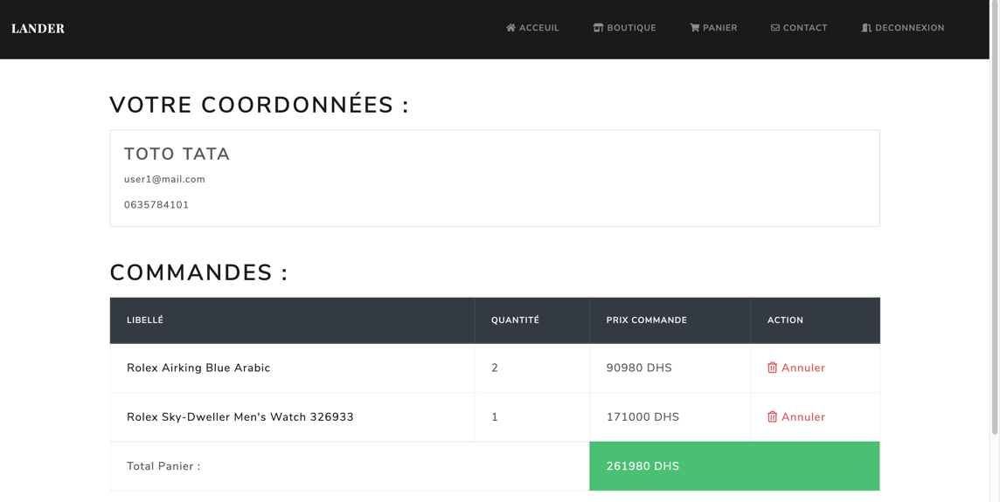 LANDER ACCEUIL BOUTIQUE PANIER CONTACT DECONNEXION
VOTRE COORDONNÉES :
TOTO TATA
user1@mail.com
0635784101
COMMANDES :
LIBELLÉ QUANTITÉ PRIX COMMANDE ACTION
Rolex Airking Blue Arabic 2 90980 DHS Annuler
Rolex Sky-Dweller Men's Watch 326933 1 171000 DHS Annuler
Total Panier : 261980 DHS